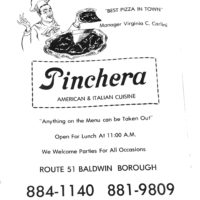 "BEST PIZZA IN TOWN"
Manager Virginia C. Carlini
Pinchera
AMERICAN & ITALIAN CUISINE
"Anything on the Menu can be Taken Out!"
Open For Lunch At 11:00 A.M.
We Welcome Parties For All Occasions
ROUTE 51 BALDWIN BOROUGH
884-1140 881-9809